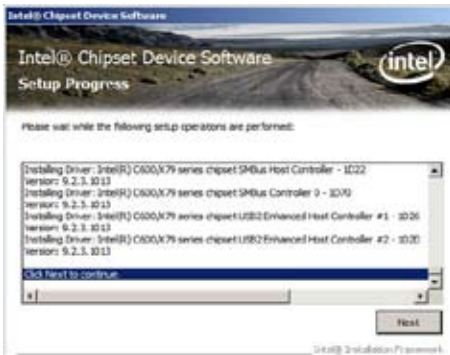 Intel® Chipset Device Software
Intel® Chipset Device Software
Setup Progress
intel
Please wait while the following setup operations are performed:
Installing Driver: Intel(R) C600/X79 series chipset SMBus Host Controller - 1D22
Version: 9.2.3.1013
Installing Driver: Intel(R) C600/X79 series chipset SMBus Controller 0 - 1D70
Version: 9.2.3.1013
Installing Driver: Intel(R) C600/X79 series chipset USB2 Enhanced Host Controller #1 - 1D26
Version: 9.2.3.1013
Installing Driver: Intel(R) C600/X79 series chipset USB2 Enhanced Host Controller #2 - 1D2D
Version: 9.2.3.1013
Click Next to continue.
Next
Intel® Installation Framework